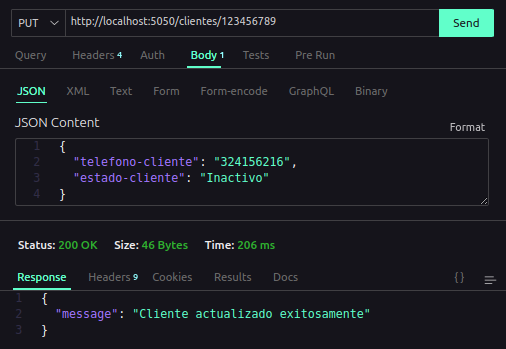 PUT http://localhost:5050/clientes/123456789 Send
Query Headers 4 Auth Body 1 Tests Pre Run
JSON XML Text Form Form-encode GraphQL Binary
JSON Content Format
1 {
2 "telefono-cliente": "324156216",
3 "estado-cliente": "Inactivo"
4 }
Status: 200 OK Size: 46 Bytes Time: 206 ms
Response Headers 9 Cookies Results Docs {}
1 {
2 "message": "Cliente actualizado exitosamente"
3 }